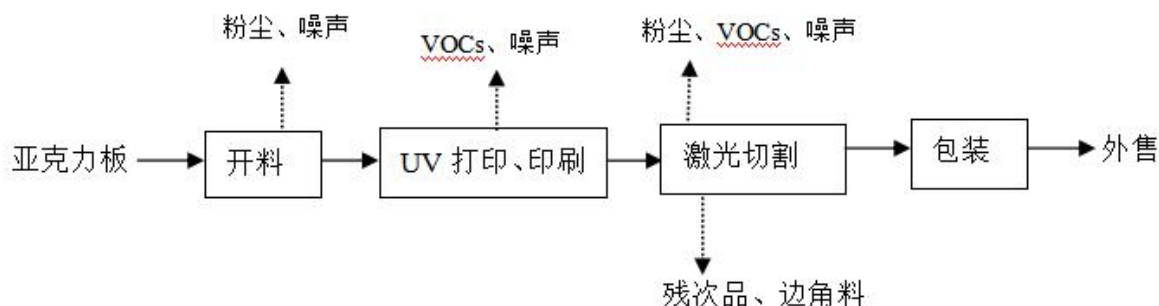 粉尘、噪声
VOCs、噪声
粉尘、VOCs、噪声
亚克力板
开料
UV 打印、印刷
激光切割
包装
外售
残次品、边角料